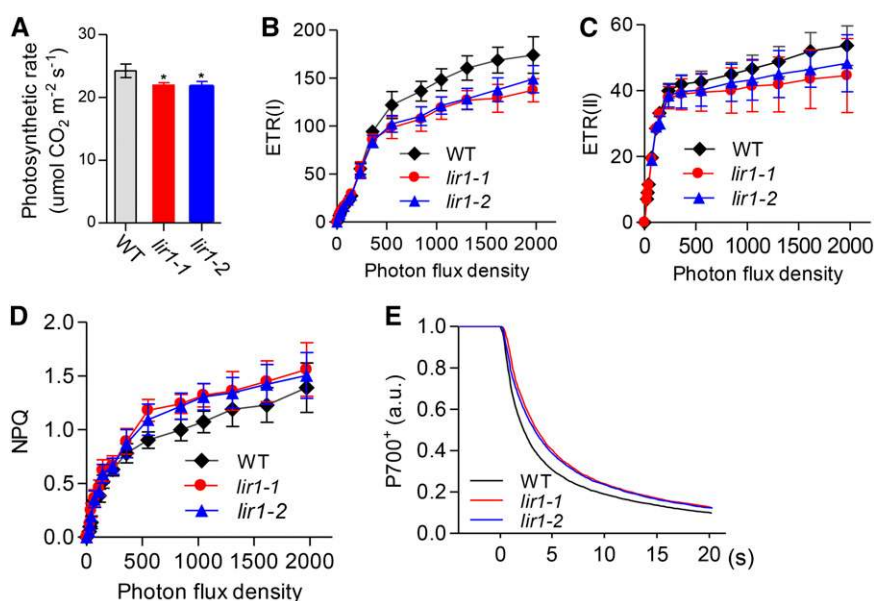 A
Photosynthetic rate
(umol CO₂ m⁻² s⁻¹)
30
20
10
0
*
*
WT
lir1-1
lir1-2
B
ETR(I)
200
150
100
50
0
WT
lir1-1
lir1-2
0 500 1000 1500 2000
Photon flux density
C
ETR(II)
60
40
20
0
WT
lir1-1
lir1-2
0 500 1000 1500 2000
Photon flux density
D
NPQ
2.0
1.5
1.0
0.5
0.0
WT
lir1-1
lir1-2
0 500 1000 1500 2000
Photon flux density
E
P700⁺ (a.u.)
1.0
0.8
0.6
0.4
0.2
0.0
WT
lir1-1
lir1-2
0 5 10 15 20 (s)